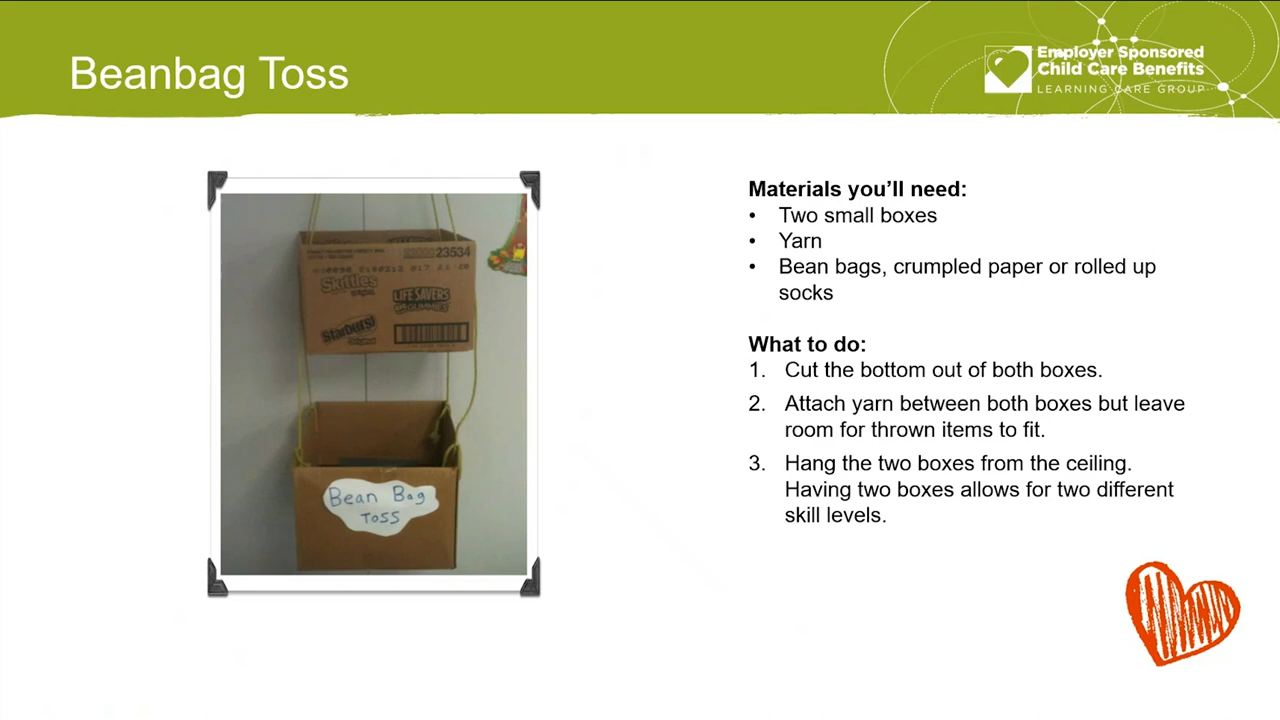 Beanbag Toss
Employer Sponsored
Child Care Benefits
LEARNING CARE GROUP
23534
Skittles
LIFE SAVERS
GUMMIES
Starburst
Original
Bean Bag
Toss
Materials you’ll need:
• Two small boxes
• Yarn
• Bean bags, crumpled paper or rolled up
socks
What to do:
1. Cut the bottom out of both boxes.
2. Attach yarn between both boxes but leave
room for thrown items to fit.
3. Hang the two boxes from the ceiling.
Having two boxes allows for two different
skill levels.